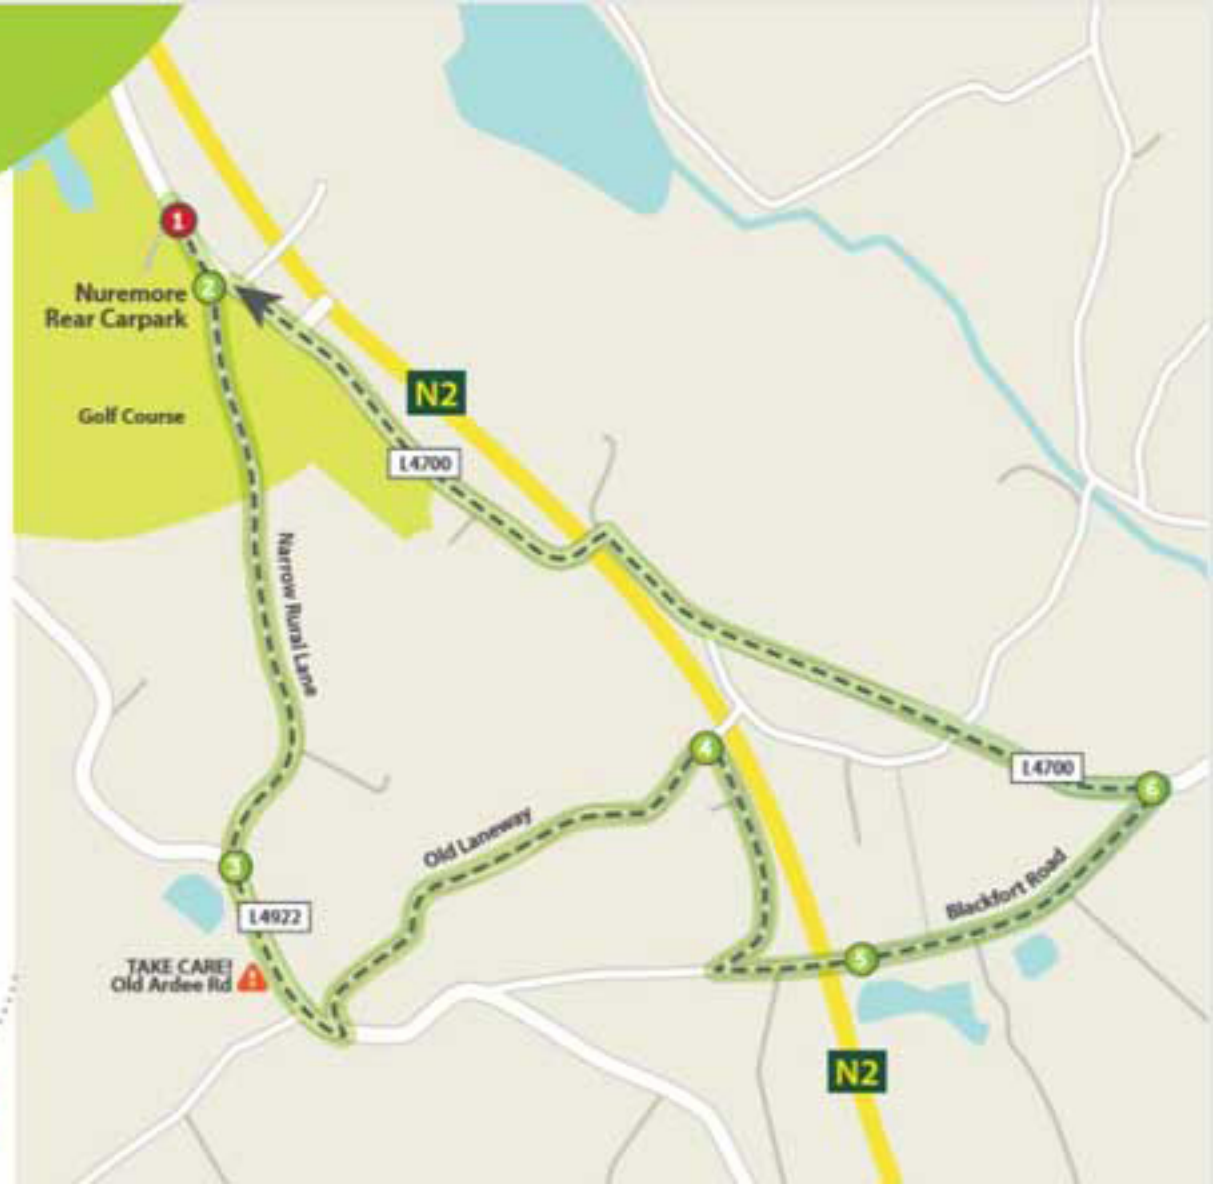 1
2
Nuremore
Rear Carpark
N2
Golf Course
L4700
Narrow Rural Lane
4
L4700
6
Old Laneway
3
Blackfort Road
L4922
5
TAKE CARE!
Old Ardee Rd
!
N2